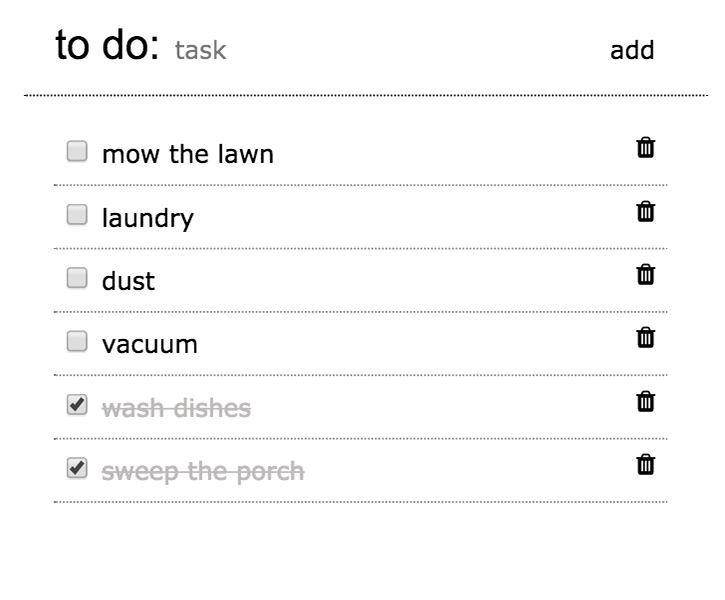 to do: task add
mow the lawn
laundry
dust
vacuum
wash dishes
sweep the porch